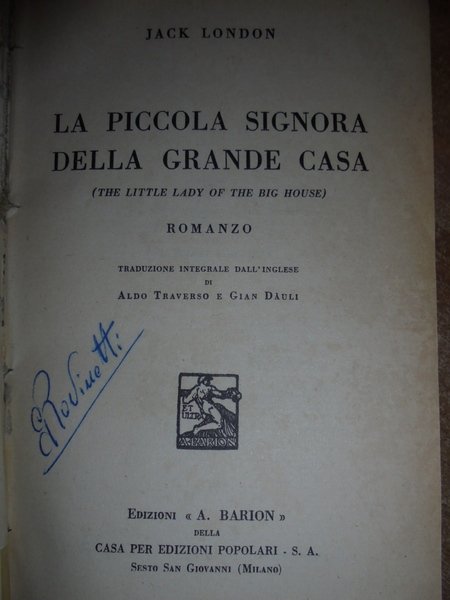 JACK LONDON
LA PICCOLA SIGNORA
DELLA GRANDE CASA
(THE LITTLE LADY OF THE BIG HOUSE)
ROMANZO
TRADUZIONE INTEGRALE DALL'INGLESE
DI
ALDO TRAVERSO E GIAN DÀULI
A. BARION
EDIZIONI « A. BARION »
DELLA
CASA PER EDIZIONI POPOLARI - S. A.
SESTO SAN GIOVANNI (MILANO)